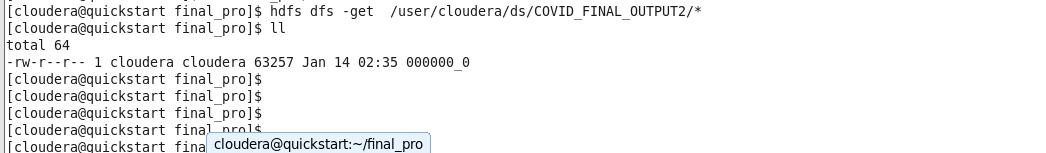 [cloudera@quickstart final_pro]$ hdfs dfs -get  /user/cloudera/ds/COVID_FINAL_OUTPUT2/*
[cloudera@quickstart final_pro]$ ll
total 64
-rw-r--r-- 1 cloudera cloudera 63257 Jan 14 02:35 000000_0
[cloudera@quickstart final_pro]$
[cloudera@quickstart final_pro]$
[cloudera@quickstart final_pro]$
[cloudera@quickstart final_pro]$
[cloudera@quickstart fina
cloudera@quickstart:~/final_pro